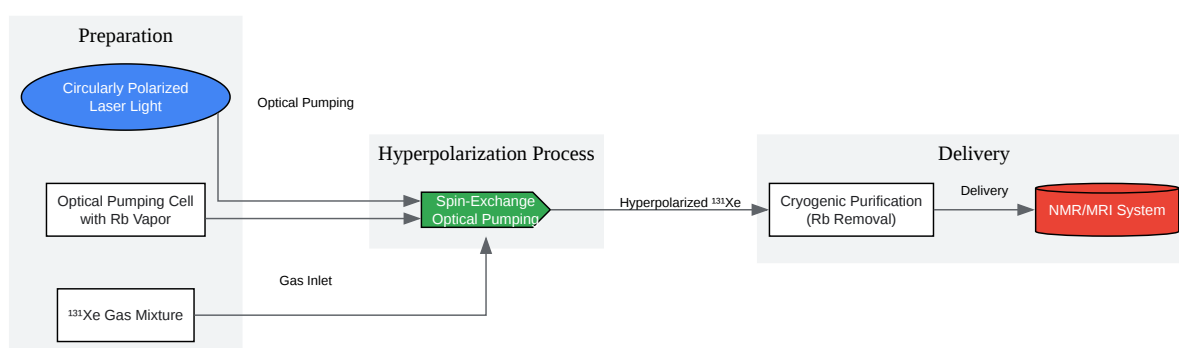 Preparation
Circularly Polarized
Laser Light
Optical Pumping
Optical Pumping Cell
with Rb Vapor
Gas Inlet
¹³¹Xe Gas Mixture
Hyperpolarization Process
Spin-Exchange
Optical Pumping
Hyperpolarized ¹³¹Xe
Delivery
Cryogenic Purification
(Rb Removal)
Delivery
NMR/MRI System